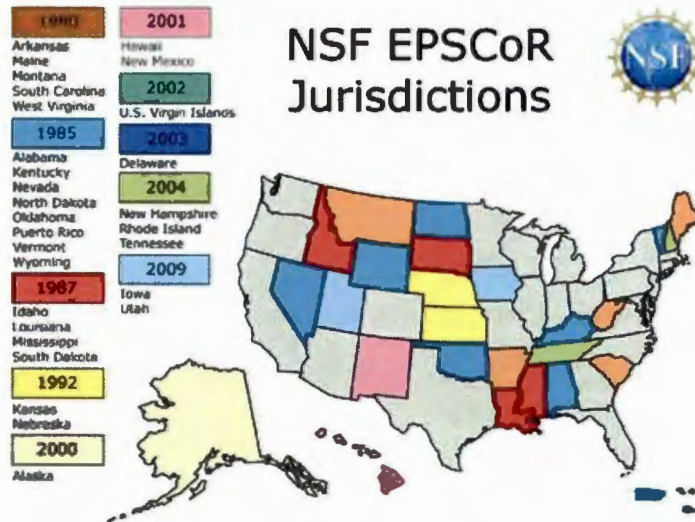 1980
Arkansas
Maine
Montana
South Carolina
West Virginia
1985
Alabama
Kentucky
Nevada
North Dakota
Oklahoma
Puerto Rico
Vermont
Wyoming
1987
Idaho
Louisiana
Mississippi
South Dakota
1992
Kansas
Nebraska
2000
Alaska
2001
Hawaii
New Mexico
2002
U.S. Virgin Islands
2003
Delaware
2004
New Hampshire
Rhode Island
Tennessee
2009
Iowa
Utah
NSF EPSCoR
Jurisdictions
NSF